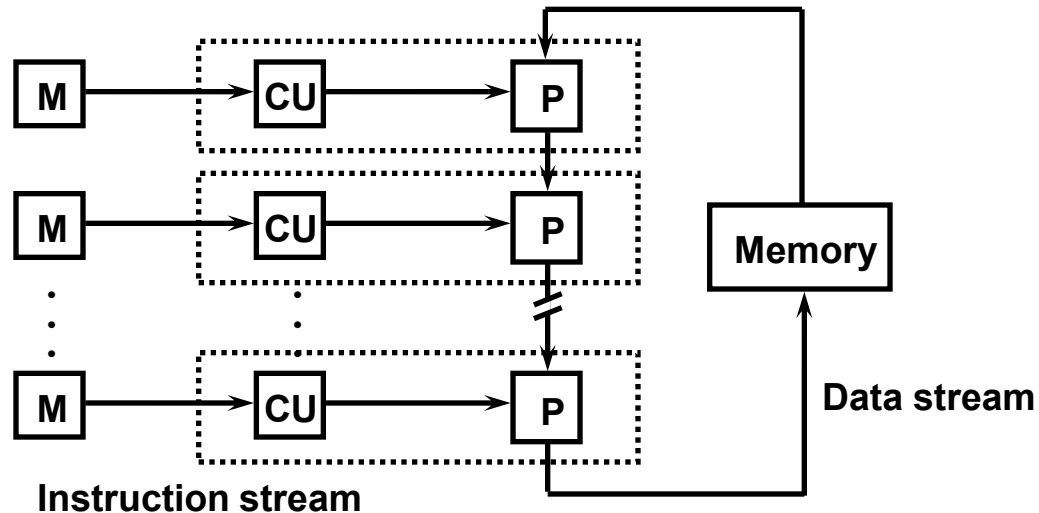 M CU P
M CU P
Memory
M CU P
Data stream
Instruction stream